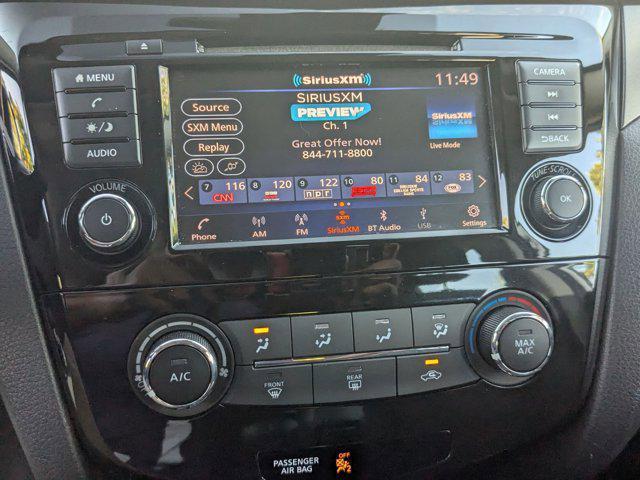 MENU
AUDIO
VOLUME
SiriusXM
11:49
Source
SXM Menu
Replay
SIRIUSXM
PREVIEW
Ch. 1
Great Offer Now!
844-711-8800
SiriusXM
Live Mode
7 116 8 120 9 122 10 80 11 84 12 83
CNN npr FOX
Phone AM FM SiriusXM BT Audio USB Settings
CAMERA
BACK
TUNE·SCROLL
OK
A/C
FRONT
REAR
MAX
A/C
PASSENGER
AIR BAG
OFF